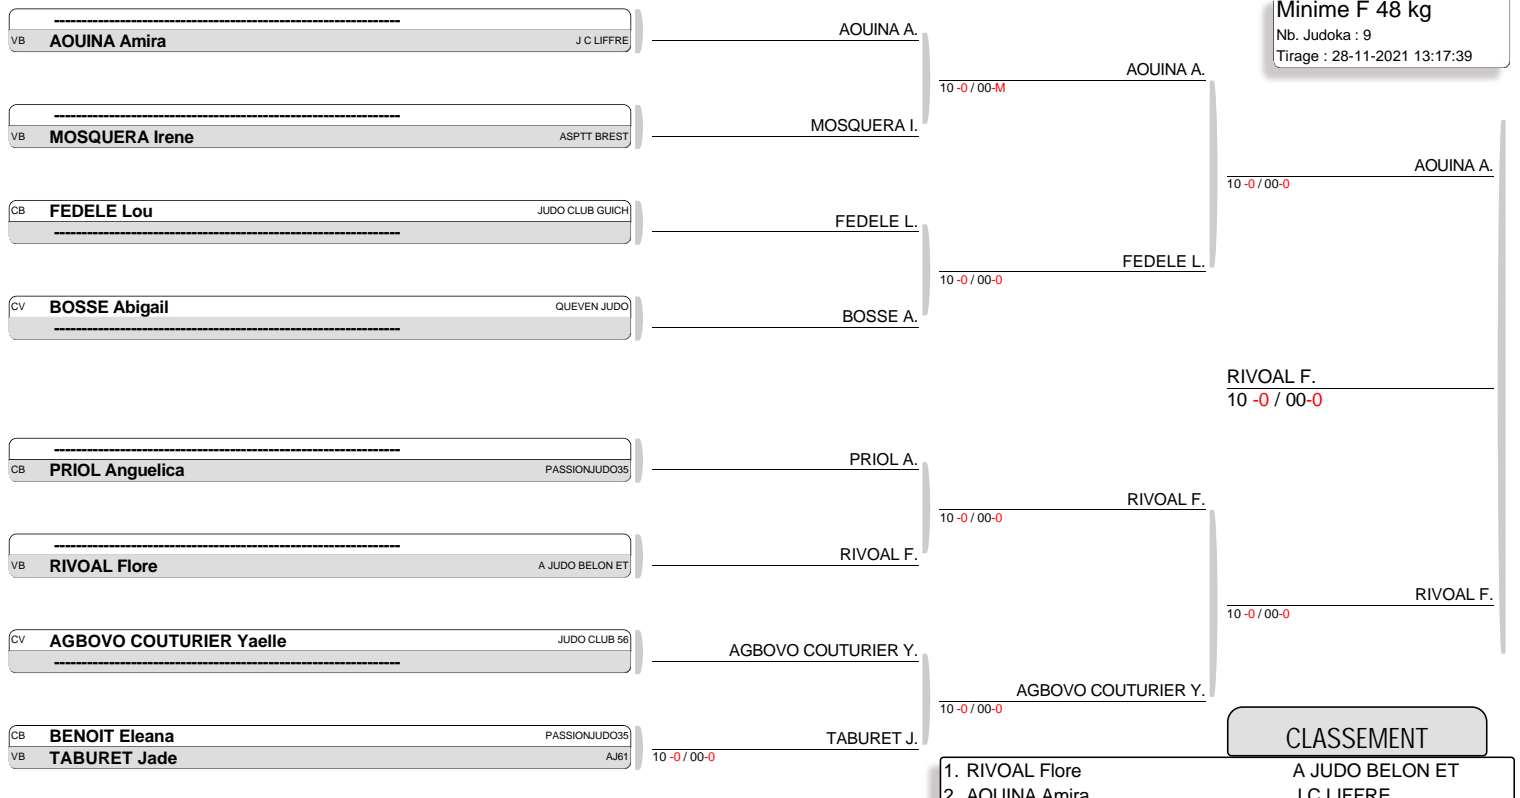 Minime F 48 kg
Nb. Judoka : 9
Tirage : 28-11-2021 13:17:39
----------------------------------------------------------------
VB AOUINA Amira J C LIFFRE
----------------------------------------------------------------
VB MOSQUERA Irene ASPTT BREST
CB FEDELE Lou JUDO CLUB GUICH
----------------------------------------------------------------
CV BOSSE Abigail QUEVEN JUDO
----------------------------------------------------------------
----------------------------------------------------------------
CB PRIOL Anguelica PASSIONJUDO35
----------------------------------------------------------------
VB RIVOAL Flore A JUDO BELON ET
CV AGBOVO COUTURIER Yaelle JUDO CLUB 56
----------------------------------------------------------------
CB BENOIT Eleana PASSIONJUDO35
VB TABURET Jade AJ61
AOUINA A.
MOSQUERA I.
FEDELE L.
BOSSE A.
PRIOL A.
RIVOAL F.
AGBOVO COUTURIER Y.
TABURET J.
10 -0 / 00-0
AOUINA A.
10 -0 / 00-M
FEDELE L.
10 -0 / 00-0
RIVOAL F.
10 -0 / 00-0
AGBOVO COUTURIER Y.
10 -0 / 00-0
AOUINA A.
10 -0 / 00-0
RIVOAL F.
10 -0 / 00-0
RIVOAL F.
10 -0 / 00-0
CLASSEMENT
1. RIVOAL Flore A JUDO BELON ET
2. AOUINA Amira J C LIFFRE